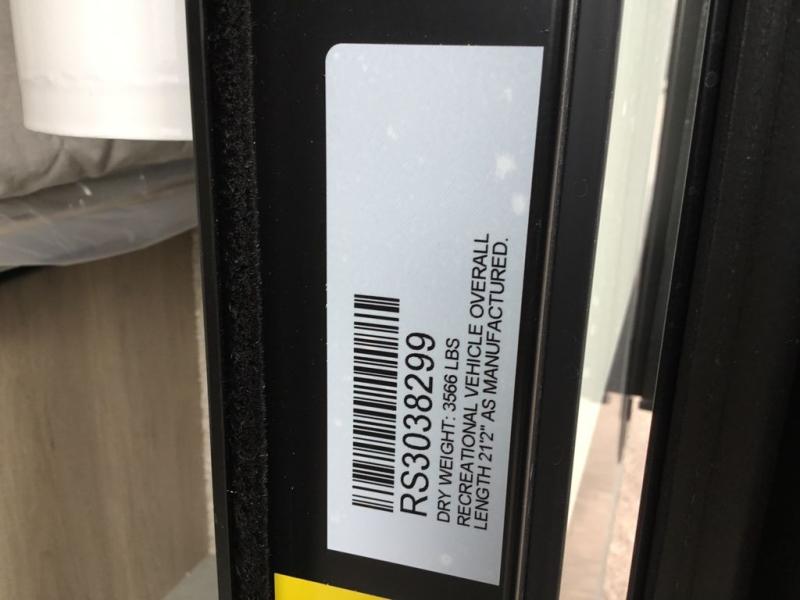 RS3038299
DRY WEIGHT: 3566 LBS
RECREATIONAL VEHICLE OVERALL
LENGTH 21'2" AS MANUFACTURED.